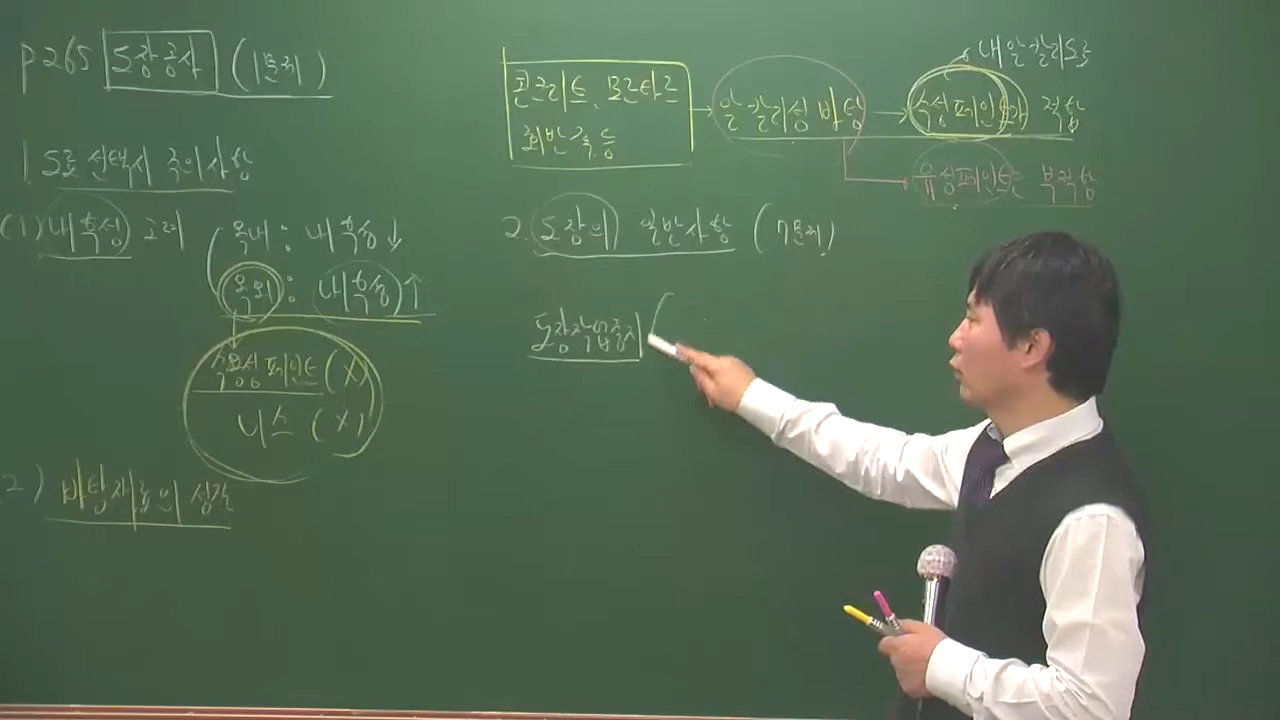 P265 도장공사 (1문제)
1. 도료 선택시 주의사항
(1) 내후성 고려
옥내 : 내후성↓
옥외 : 내후성↑
수용성페인트 (X)
니스 (X)
2) 바탕재료의 성질
콘크리트, 모르타르
회반죽 등
알칼리성 바탕
내알칼리도료
수성페인트가 적합
유성페인트는 부적합
2. 도장의 일반사항 (7문제)
도장작업중지 (